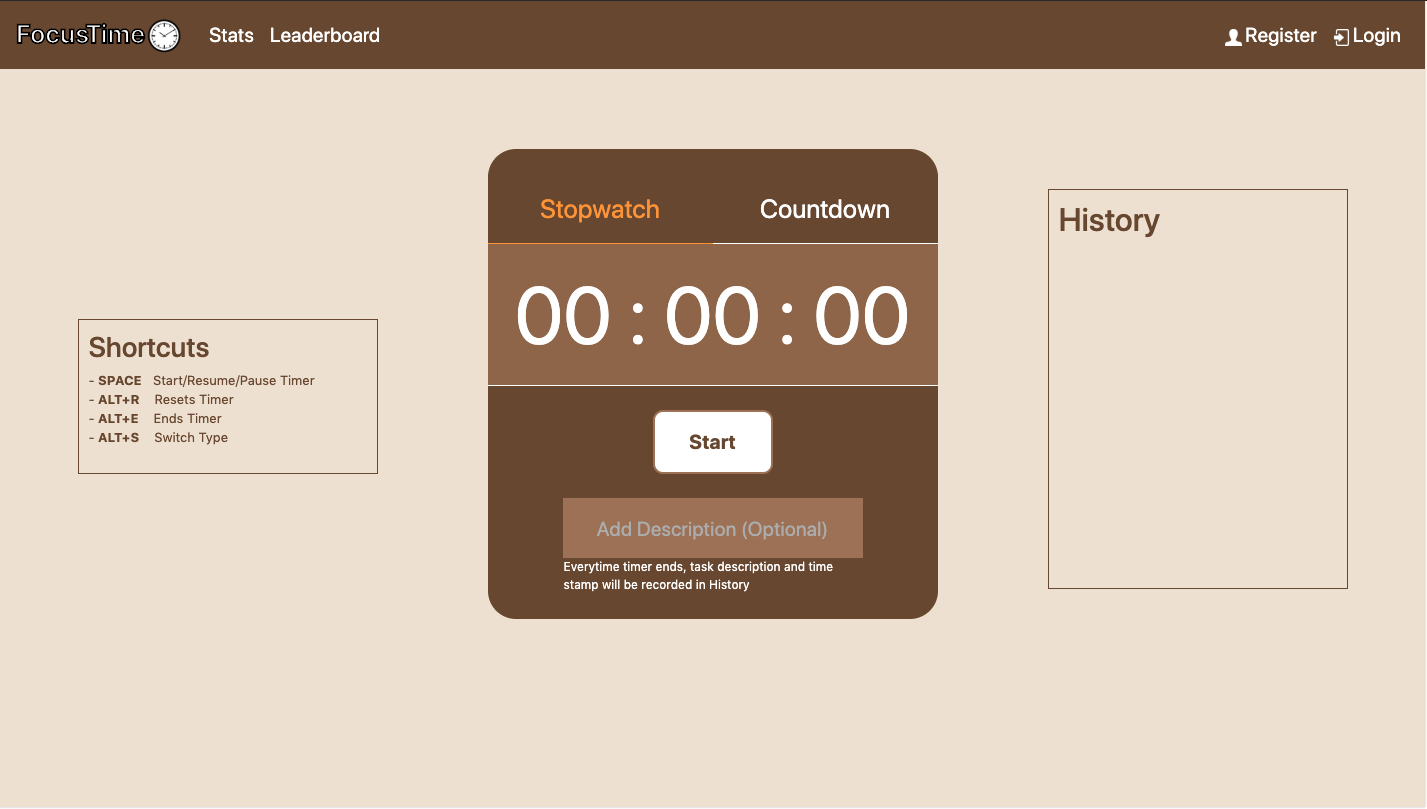 FocusTime Stats Leaderboard Register Login
Stopwatch Countdown
00 : 00 : 00
Start
Add Description (Optional)
Everytime timer ends, task description and time
stamp will be recorded in History
Shortcuts
- SPACE Start/Resume/Pause Timer
- ALT+R Resets Timer
- ALT+E Ends Timer
- ALT+S Switch Type
History